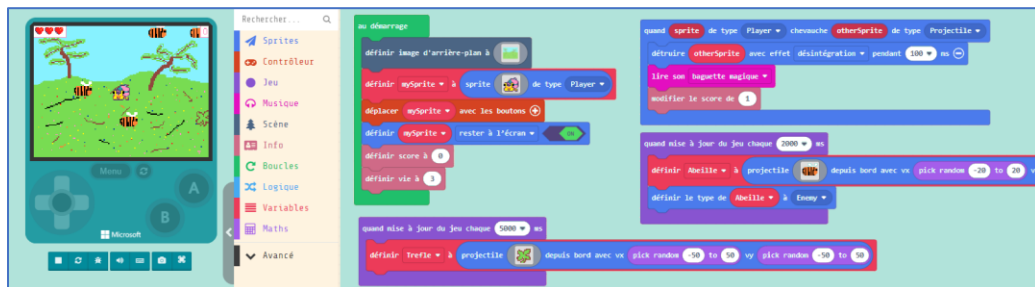 Menu
A
B
Microsoft
Rechercher...
Sprites
Contrôleur
Jeu
Musique
Scène
Info
Boucles
Logique
Variables
Maths
Avancé
au démarrage
définir image d'arrière-plan à
définir mySprite à sprite de type Player
déplacer mySprite avec les boutons
définir mySprite rester à l'écran ON
définir score à 0
définir vie à 3
quand mise à jour du jeu chaque 5000 ms
définir Trefle à projectile depuis bord avec vx pick random -50 to 50 vy pick random -50 to 50
quand sprite de type Player chevauche otherSprite de type Projectile
détruire otherSprite avec effet désintégration pendant 100 ms
lire son baguette magique
modifier le score de 1
quand mise à jour du jeu chaque 2000 ms
définir Abeille à projectile depuis bord avec vx pick random -20 to 20 v
définir le type de Abeille à Enemy